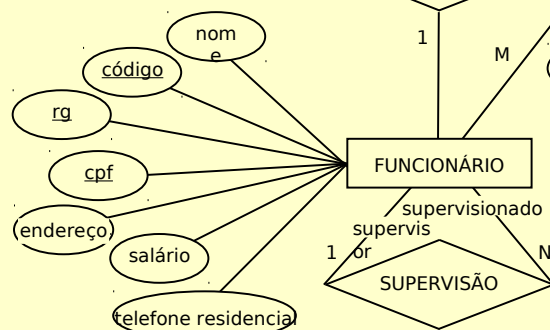 nom
e
1
M
código
rg
cpf
FUNCIONÁRIO
endereço
supervisionado
supervis
or
salário
1
N
SUPERVISÃO
telefone residencial